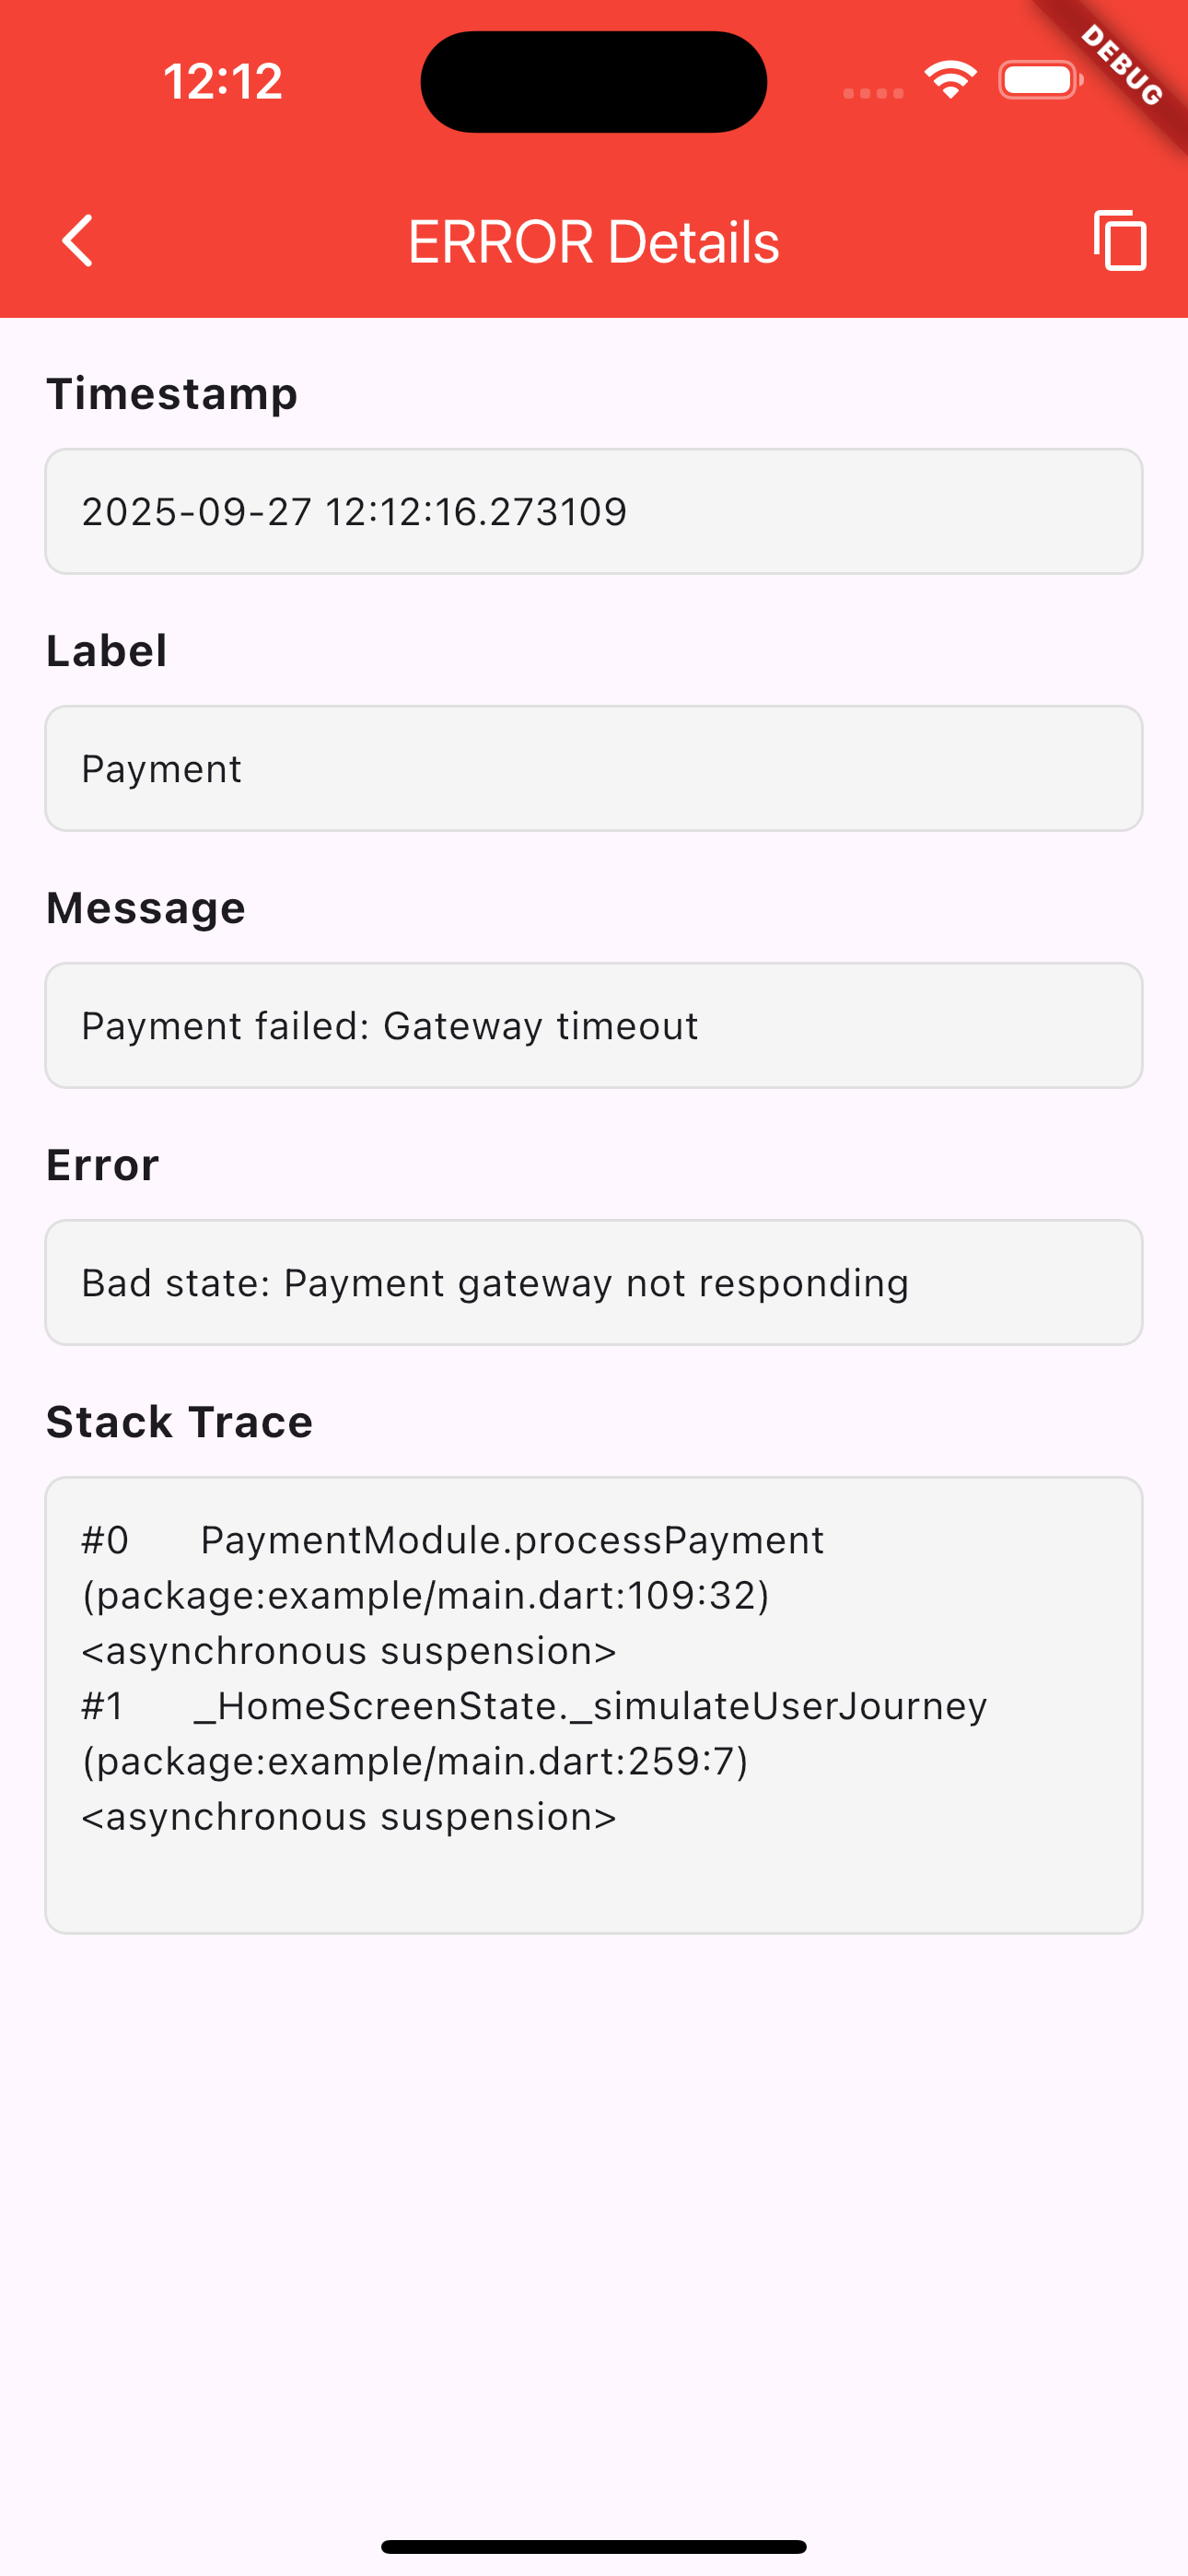 12:12
DEBUG
ERROR Details
Timestamp
2025-09-27 12:12:16.273109
Label
Payment
Message
Payment failed: Gateway timeout
Error
Bad state: Payment gateway not responding
Stack Trace
#0      PaymentModule.processPayment
(package:example/main.dart:109:32)
<asynchronous suspension>
#1      _HomeScreenState._simulateUserJourney
(package:example/main.dart:259:7)
<asynchronous suspension>